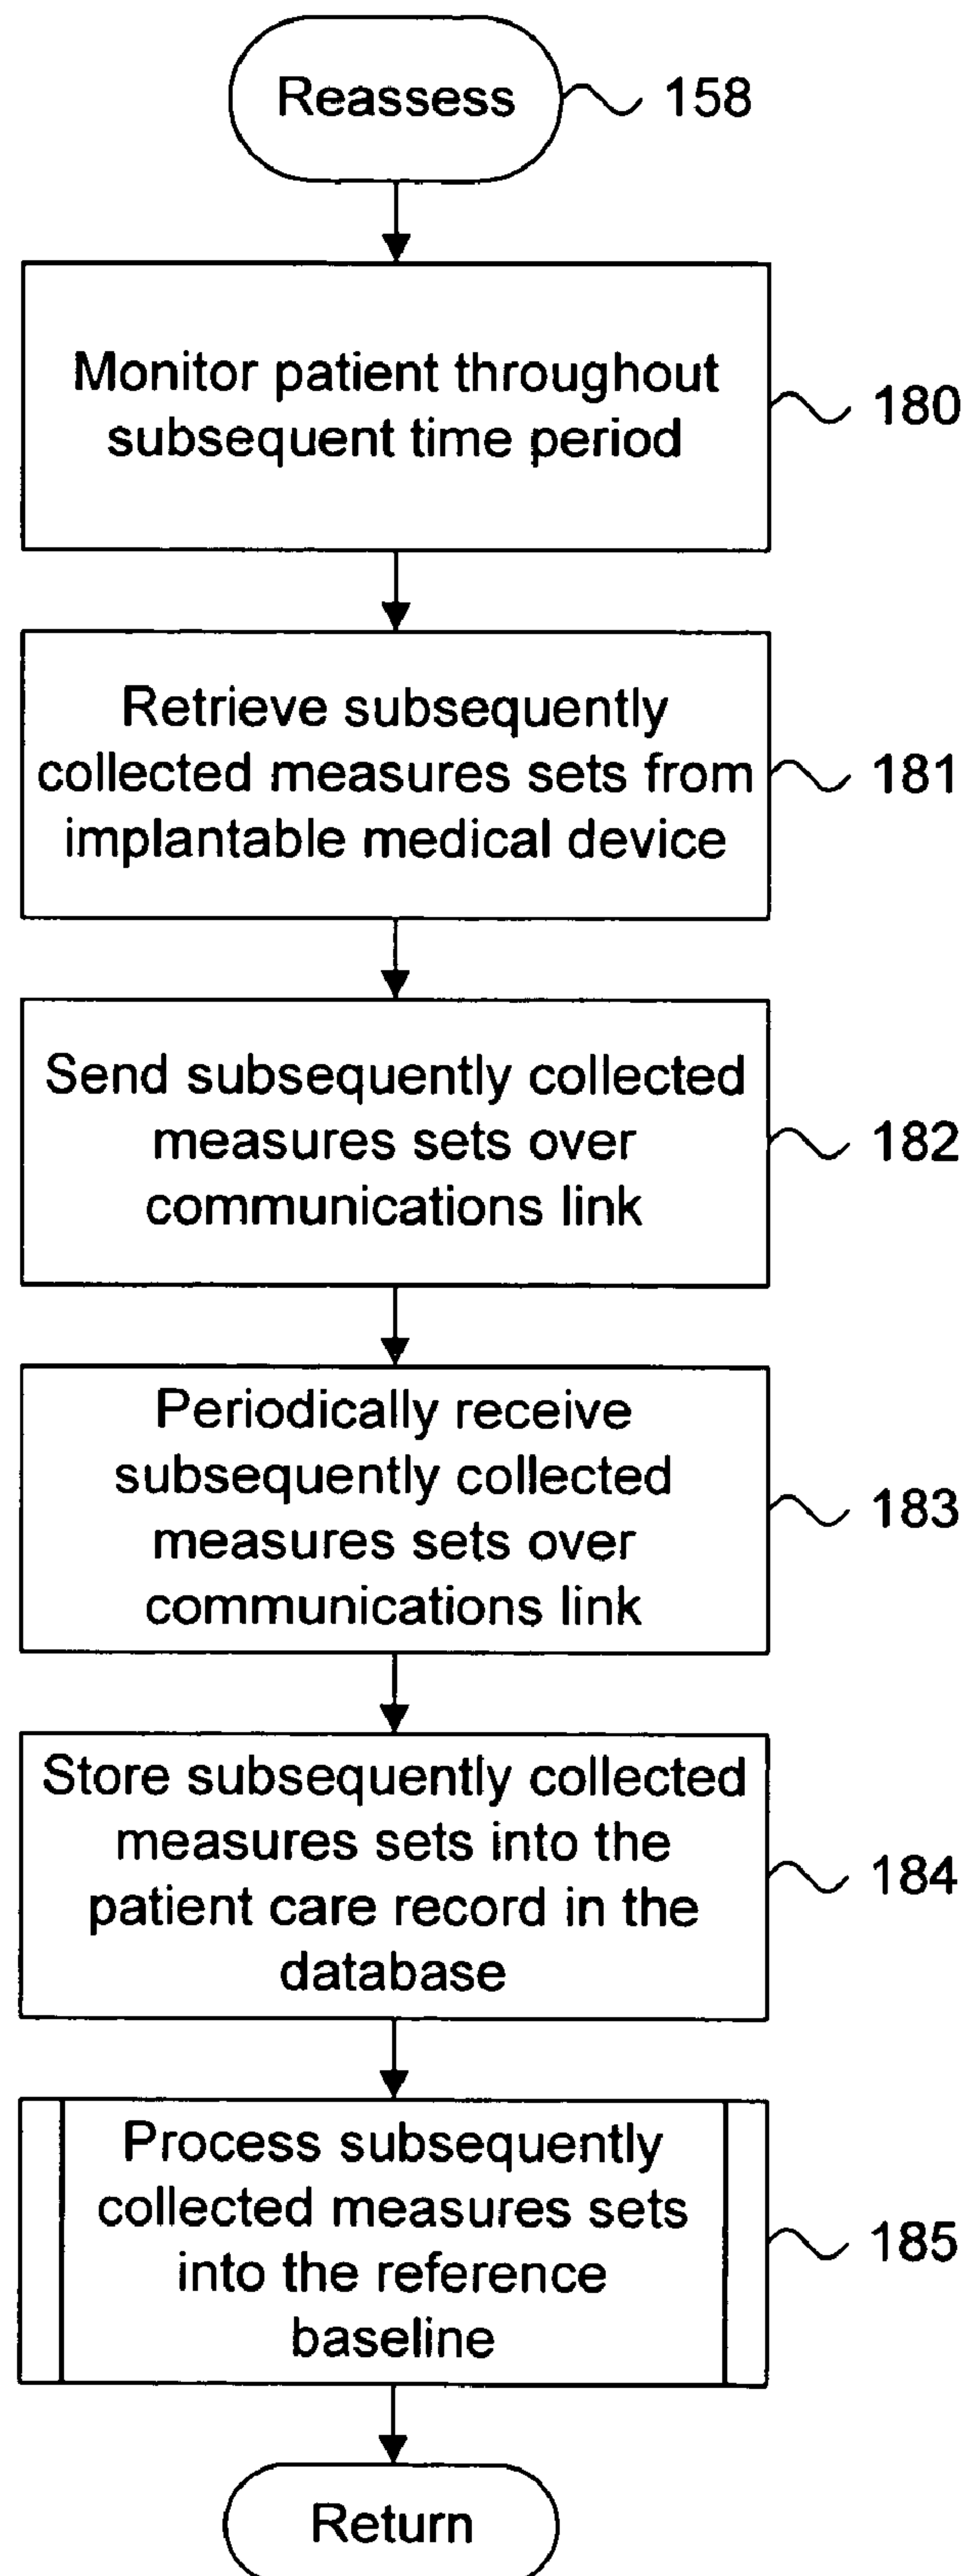 Reassess 158
Monitor patient throughout
subsequent time period
180
Retrieve subsequently
collected measures sets from
implantable medical device
181
Send subsequently collected
measures sets over
communications link
182
Periodically receive
subsequently collected
measures sets over
communications link
183
Store subsequently collected
measures sets into the
patient care record in the
database
184
Process subsequently
collected measures sets
into the reference
baseline
185
Return